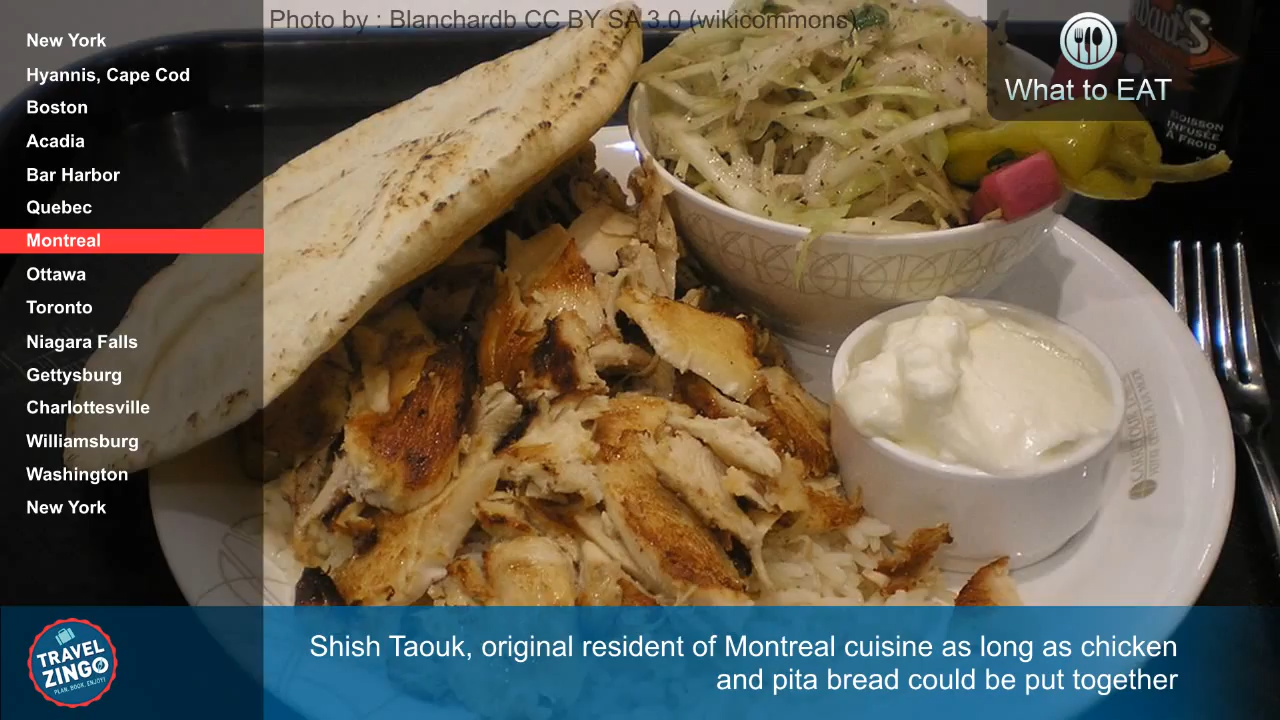 Photo by : Blanchardb CC BY SA 3.0 (wikicommons)
What to EAT
BOISSON
INFUSÉE
À FROID
New York
Hyannis, Cape Cod
Boston
Acadia
Bar Harbor
Quebec
Montreal
Ottawa
Toronto
Niagara Falls
Gettysburg
Charlottesville
Williamsburg
Washington
New York
TRAVEL
ZINGO
PLAN. BOOK. ENJOY!
Shish Taouk, original resident of Montreal cuisine as long as chicken
and pita bread could be put together